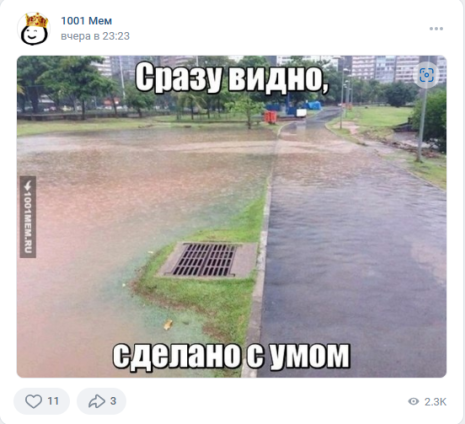 1001 Мем
вчера в 23:23
Сразу видно,
1001MEM.RU
сделано с умом
11
3
2.3K